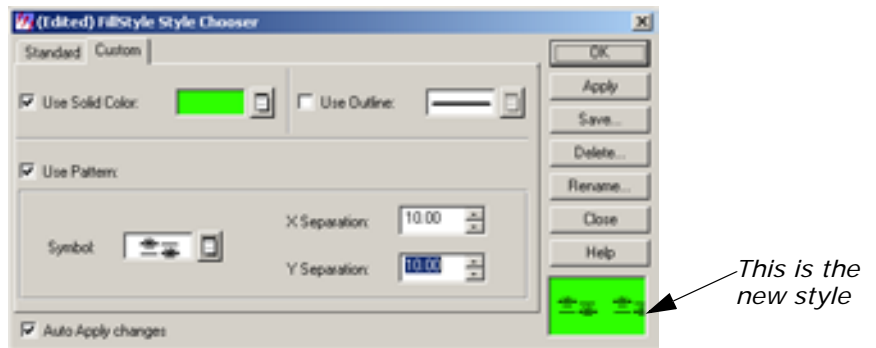 (Edited) FillStyle Style Chooser
Standard Custom
OK
Use Solid Color:
Use Outline:
Apply
Save...
Delete...
Use Pattern:
Rename...
X Separation: 10.00
Close
Symbol:
Help
Y Separation: 10.00
This is the
new style
Auto Apply changes